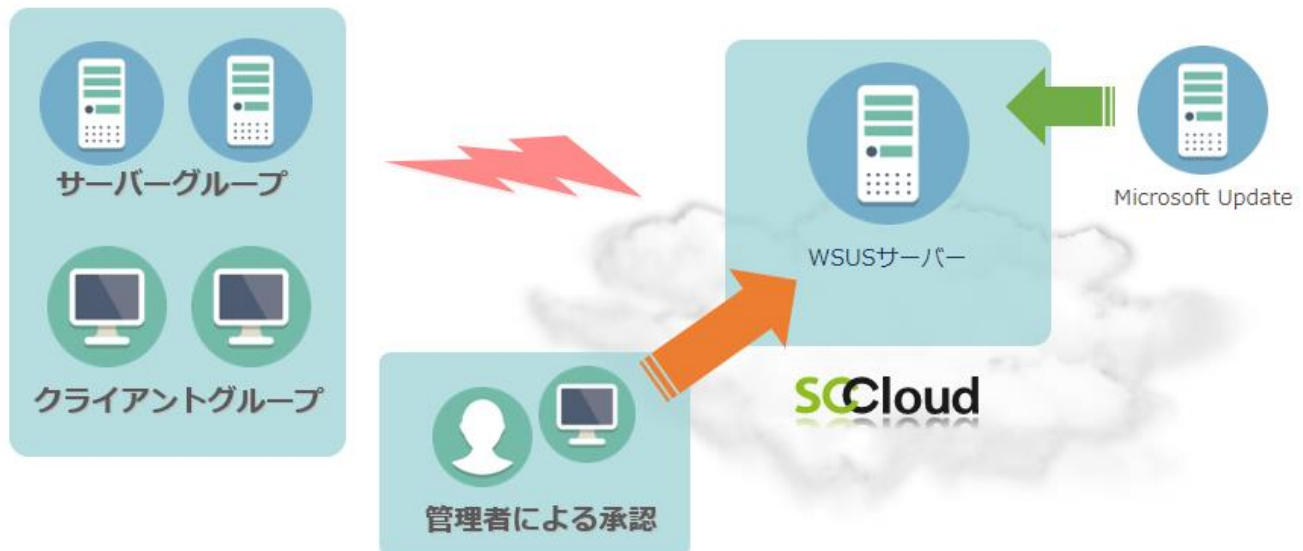 サーバーグループ
クライアントグループ
管理者による承認
WSUSサーバー
Microsoft Update
SCCloud